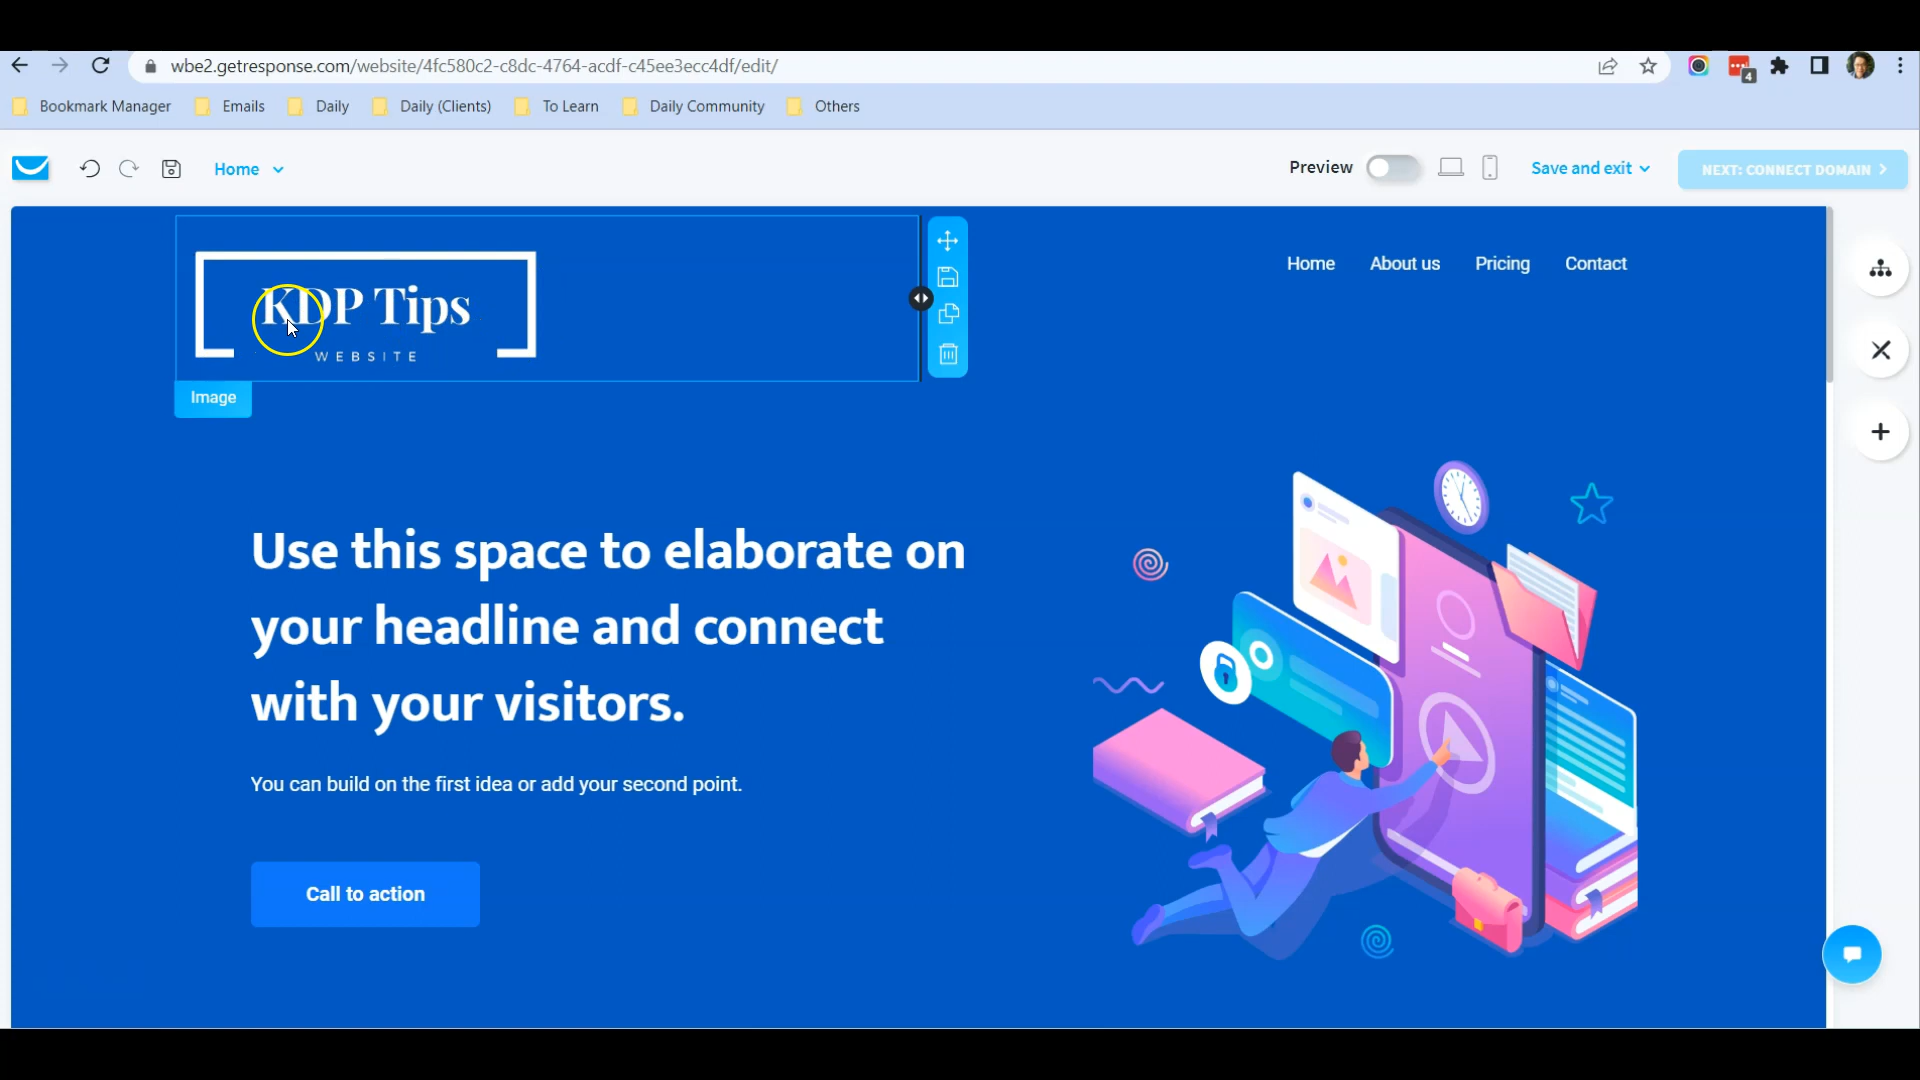 wbe2.getresponse.com/website/4fc580c2-c8dc-4764-acdf-c45ee3ecc4df/edit/
4
Bookmark Manager Emails Daily Daily (Clients) To Learn Daily Community Others
Home Preview Save and exit NEXT: CONNECT DOMAIN
Home About us Pricing Contact
KDP Tips
WEBSITE
Image
Use this space to elaborate on
your headline and connect
with your visitors.
You can build on the first idea or add your second point.
Call to action